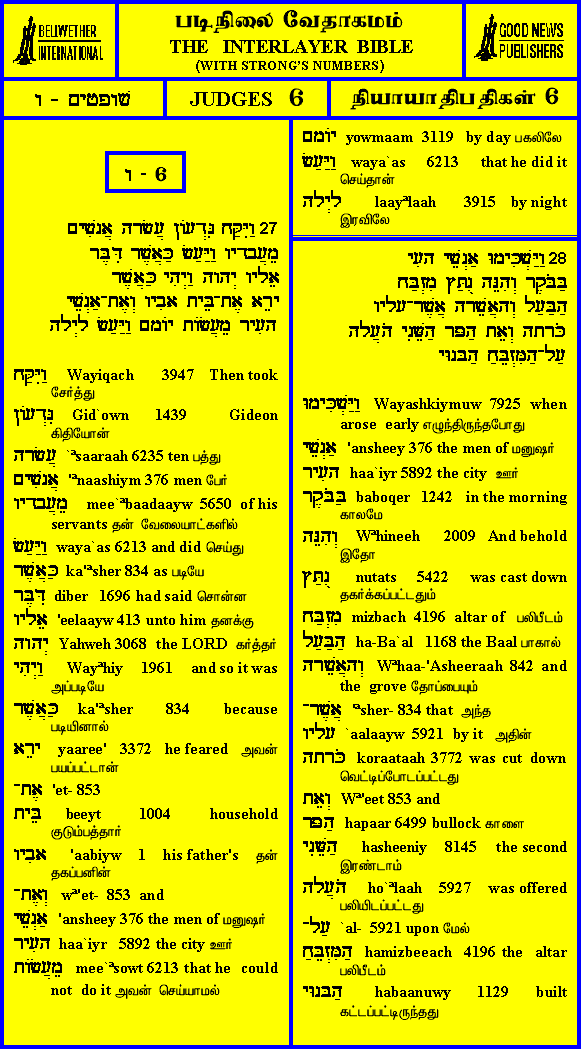 BELLWETHER
INTERNATIONAL
படிநிலை வேதாகமம்
THE INTERLAYER BIBLE
(WITH STRONG'S NUMBERS)
GOOD NEWS
PUBLISHERS
שופטים - ו
JUDGES 6
நியாயாதிபதிகள் 6
ו - 6
27 וַיִּקַּח גִּדְעוֹן עֲשָׂרָה אֲנָשִׁים
מֵעֲבָדָיו וַיַּעַשׂ כַּאֲשֶׁר דִּבֶּר
אֵלָיו יְהוָה וַיְהִי כַּאֲשֶׁר
יָרֵא אֶת־בֵּית אָבִיו וְאֶת־אַנְשֵׁי
הָעִיר מֵעֲשׂוֹת יוֹמָם וַיַּעַשׂ לָיְלָה
וַיִּקַּח Wayiqach 3947 Then took
சேர்த்து
גִּדְעוֹן Gid`own 1439 Gideon
கிதியோன்
עֲשָׂרָה `ªsaaraah 6235 ten பத்து
אֲנָשִׁים 'ªnaashiym 376 men பேர்
מֵעֲבָדָיו mee`ªbaadaayw 5650 of his
servants தன் வேலையாட்களில்
וַיַּעַשׂ waya`as 6213 and did செய்து
כַּאֲשֶׁר ka'ªsher 834 as படியே
דִּבֶּר diber 1696 had said சொன்ன
אֵלָיו 'eelaayw 413 unto him தனக்கு
יְהוָה Yahweh 3068 the LORD கர்த்தர்
וַיְהִי Wayªhiy 1961 and so it was
அப்படியே
כַּאֲשֶׁר ka'ªsher 834 because
படியினால்
יָרֵא yaaree' 3372 he feared அவன்
பயப்பட்டான்
אֶת־ 'et- 853
בֵּית beeyt 1004 household
குடும்பத்தார்
אָבִיו 'aabiyw 1 his father's தன்
தகப்பனின்
וְאֶת־ wª'et- 853 and
אַנְשֵׁי 'ansheey 376 the men of மனுஷர்
הָעִיר haa`iyr 5892 the city ஊர்
מֵעֲשׂוֹת mee`ªsowt 6213 that he could
not do it அவன் செய்யாமல்
יוֹמָם yowmaam 3119 by day பகலிலே
וַיַּעַשׂ waya`as 6213 that he did it
செய்தான்
לָיְלָה laayªlaah 3915 by night
இரவிலே
28 וַיַּשְׁכִּימוּ אַנְשֵׁי הָעִיר
בַּבֹּקֶר וְהִנֵּה נֻתַּץ מִזְבַּח
הַבַּעַל וְהָאֲשֵׁרָה אֲשֶׁר־עָלָיו
כֹּרָתָה וְאֵת הַפָּר הַשֵּׁנִי הֹעֲלָה
עַל־הַמִּזְבֵּחַ הַבָּנוּי
וַיַּשְׁכִּימוּ Wayashkiymuw 7925 when
arose early எழுந்திருந்தபோது
אַנְשֵׁי 'ansheey 376 the men of மனுஷர்
הָעִיר haa`iyr 5892 the city ஊர்
בַּבֹּקֶר baboqer 1242 in the morning
காலமே
וְהִנֵּה Wªhineeh 2009 And behold
இதோ
נֻתַּץ nutats 5422 was cast down
தகர்க்கப்பட்டதும்
מִזְבַּח mizbach 4196 altar of பலிபீடம்
הַבַּעַל ha-Ba`al 1168 the Baal பாகால்
וְהָאֲשֵׁרָה Wªhaa-'Asheeraah 842 and
the grove தோப்பையும்
אֲשֶׁר־ 'ªsher- 834 that அந்த
עָלָיו `aalaayw 5921 by it அதின்
כֹּרָתָה koraataah 3772 was cut down
வெட்டிப்போடப்பட்டது
וְאֵת Wª'eet 853 and
הַפָּר hapaar 6499 bullock காளை
הַשֵּׁנִי hasheeniy 8145 the second
இரண்டாம்
הֹעֲלָה ho`ªlaah 5927 was offered
பலியிடப்பட்டது
עַל־ `al- 5921 upon மேல்
הַמִּזְבֵּחַ hamizbeeach 4196 the altar
பலிபீடம்
הַבָּנוּי habaanuwy 1129 built
கட்டப்பட்டிருந்தது